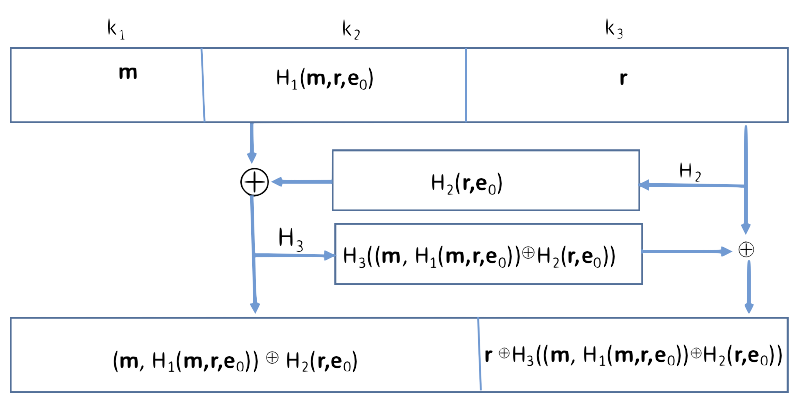 k₁ k₂ k₃
m H₁(m,r,e₀) r
H₂(r,e₀) H₂
H₃ H₃((m, H₁(m,r,e₀))⊕H₂(r,e₀))
(m, H₁(m,r,e₀)) ⊕ H₂(r,e₀) r ⊕H₃((m, H₁(m,r,e₀))⊕H₂(r,e₀))